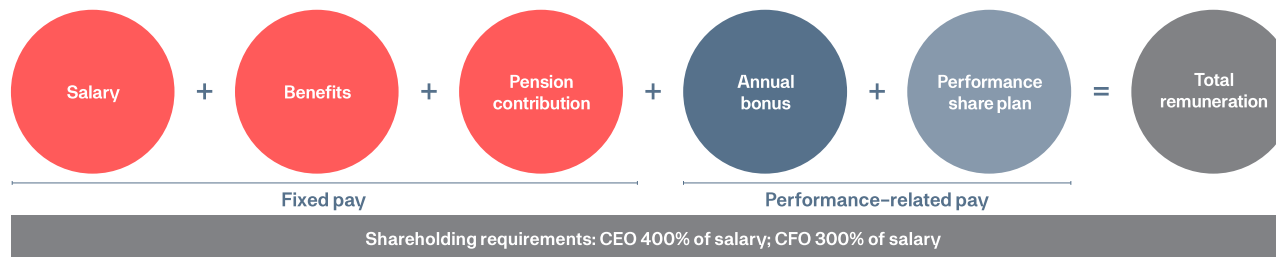 Salary
+
Benefits
+
Pension
contribution
+
Annual
bonus
+
Performance
share plan
=
Total
remuneration
Fixed pay
Performance-related pay
Shareholding requirements: CEO 400% of salary; CFO 300% of salary